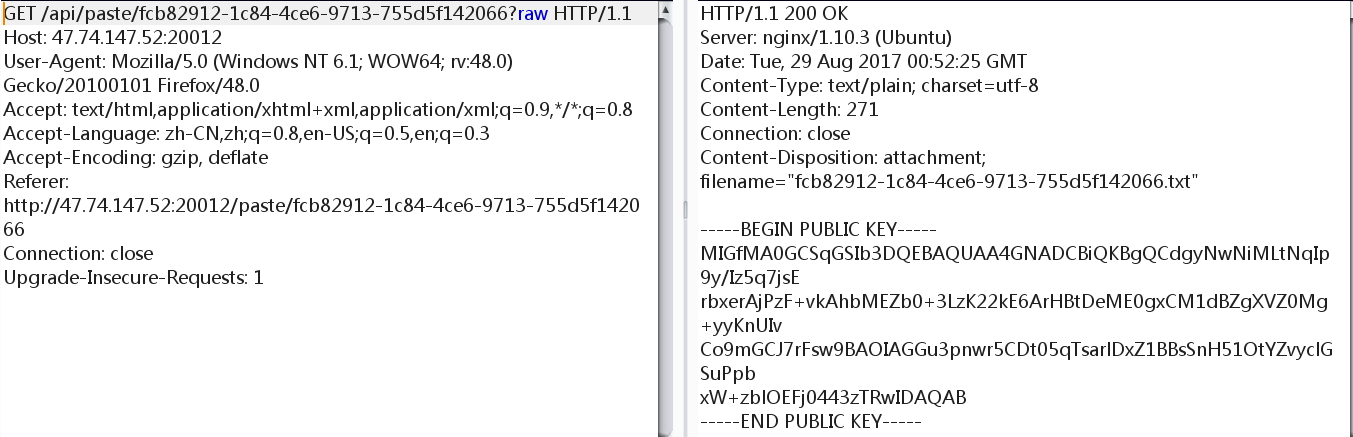 GET /api/paste/fcb82912-1c84-4ce6-9713-755d5f142066?raw HTTP/1.1
Host: 47.74.147.52:20012
User-Agent: Mozilla/5.0 (Windows NT 6.1; WOW64; rv:48.0)
Gecko/20100101 Firefox/48.0
Accept: text/html,application/xhtml+xml,application/xml;q=0.9,*/*;q=0.8
Accept-Language: zh-CN,zh;q=0.8,en-US;q=0.5,en;q=0.3
Accept-Encoding: gzip, deflate
Referer:
http://47.74.147.52:20012/paste/fcb82912-1c84-4ce6-9713-755d5f1420
66
Connection: close
Upgrade-Insecure-Requests: 1
HTTP/1.1 200 OK
Server: nginx/1.10.3 (Ubuntu)
Date: Tue, 29 Aug 2017 00:52:25 GMT
Content-Type: text/plain; charset=utf-8
Content-Length: 271
Connection: close
Content-Disposition: attachment;
filename="fcb82912-1c84-4ce6-9713-755d5f142066.txt"
-----BEGIN PUBLIC KEY-----
MIGfMA0GCSqGSIb3DQEBAQUAA4GNADCBiQKBgQCdgyNwNiMLtNqIp
9y/Iz5q7jsE
rbxerAjPzF+vkAhbMEZb0+3LzK22kE6ArHBtDeME0gxCM1dBZgXVZ0Mg
+yyKnUIv
Co9mGCJ7rFsw9BAOIAGGu3pnwr5CDt05qTsarlDxZ1BBsSnH51OtYZvyclG
SuPpb
xW+zblOEFj0443zTRwIDAQAB
-----END PUBLIC KEY-----